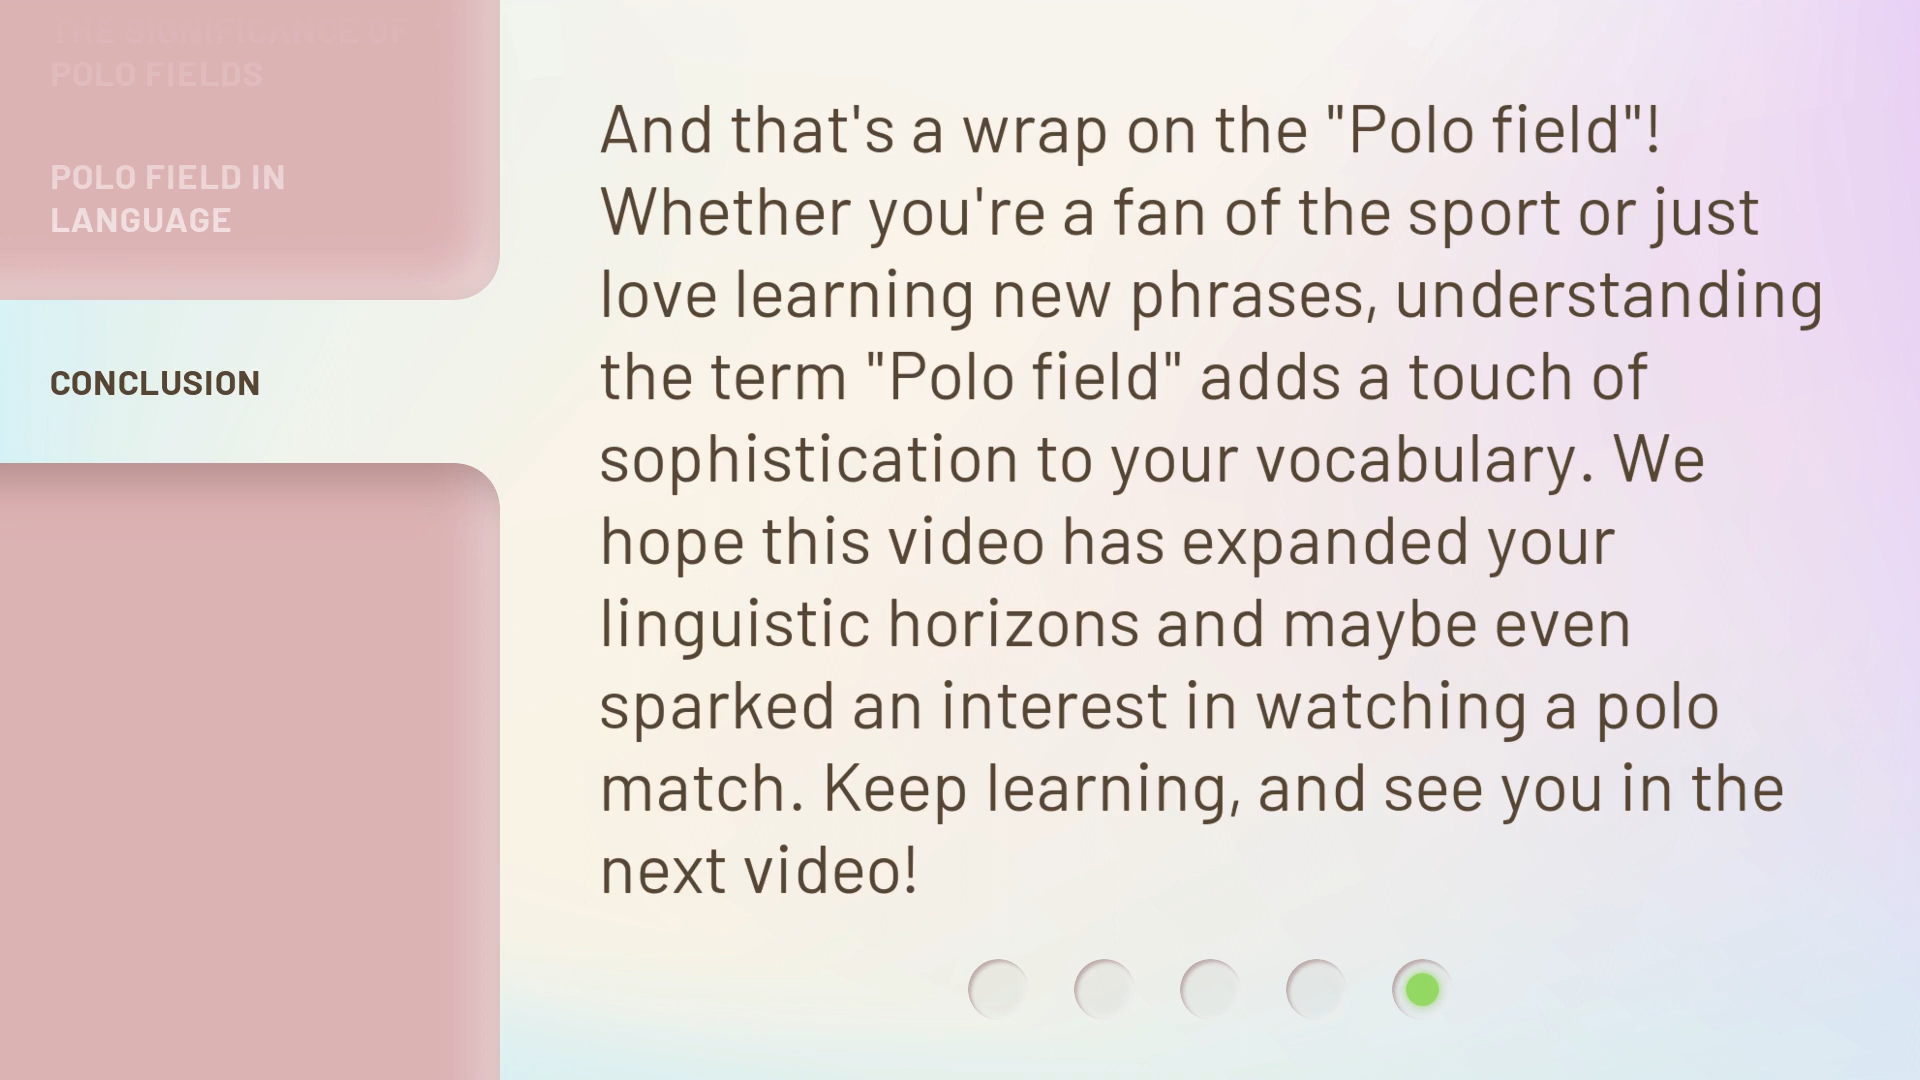 THE SIGNIFICANCE OF
POLO FIELDS
POLO FIELD IN
LANGUAGE
CONCLUSION
And that's a wrap on the "Polo field"!
Whether you're a fan of the sport or just
love learning new phrases, understanding
the term "Polo field" adds a touch of
sophistication to your vocabulary. We
hope this video has expanded your
linguistic horizons and maybe even
sparked an interest in watching a polo
match. Keep learning, and see you in the
next video!